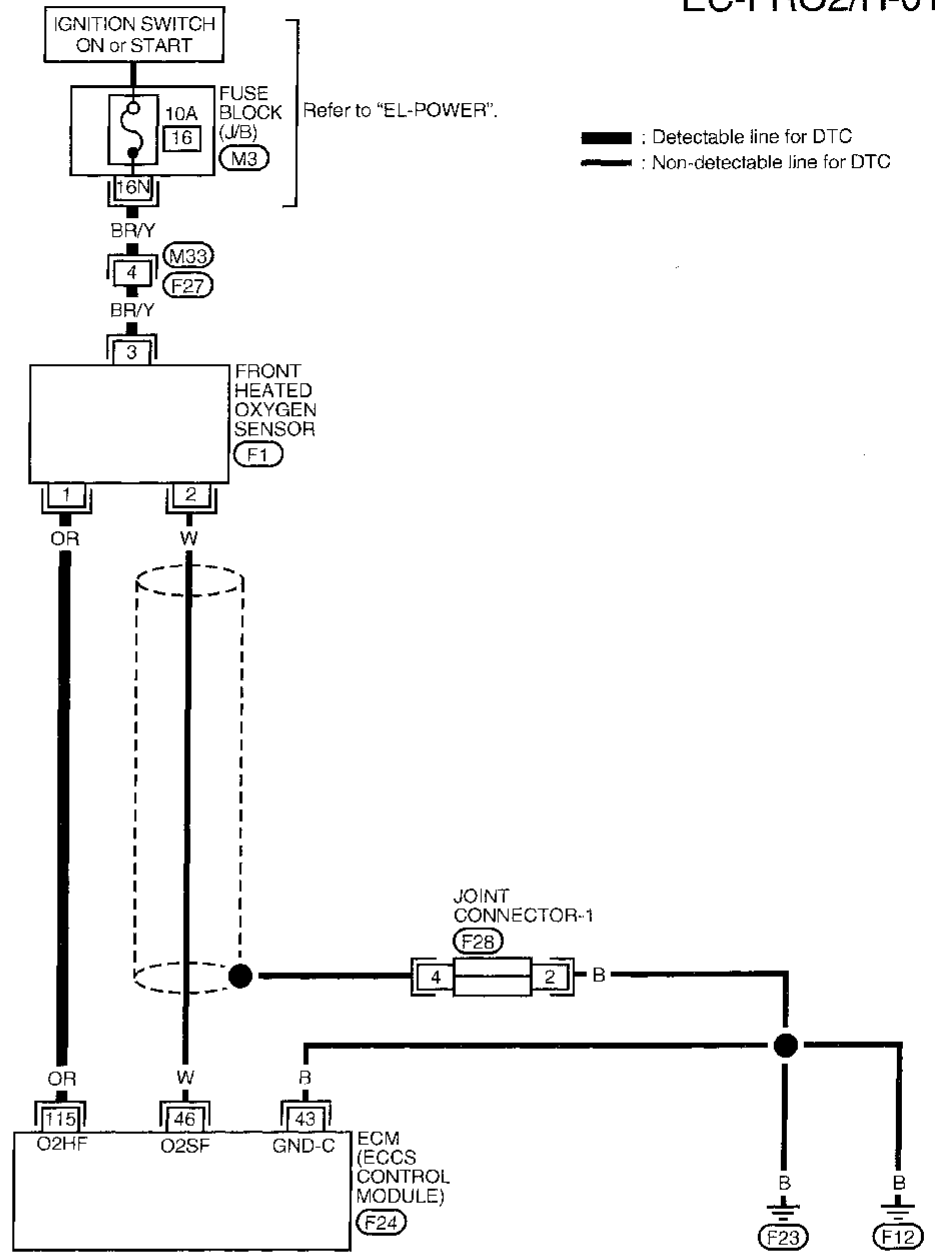 IGNITION SWITCH
ON or START
FUSE
BLOCK
(J/B)
M3
10A
16
Refer to "EL-POWER".
: Detectable line for DTC
: Non-detectable line for DTC
16N
BR/Y
4
M33
F27
BR/Y
3
FRONT
HEATED
OXYGEN
SENSOR
F1
1
2
OR
W
JOINT
CONNECTOR-1
F28
4
2
B
OR
W
B
115
46
43
O2HF
O2SF
GND-C
ECM
(ECCS
CONTROL
MODULE)
F24
B
B
F23
F12